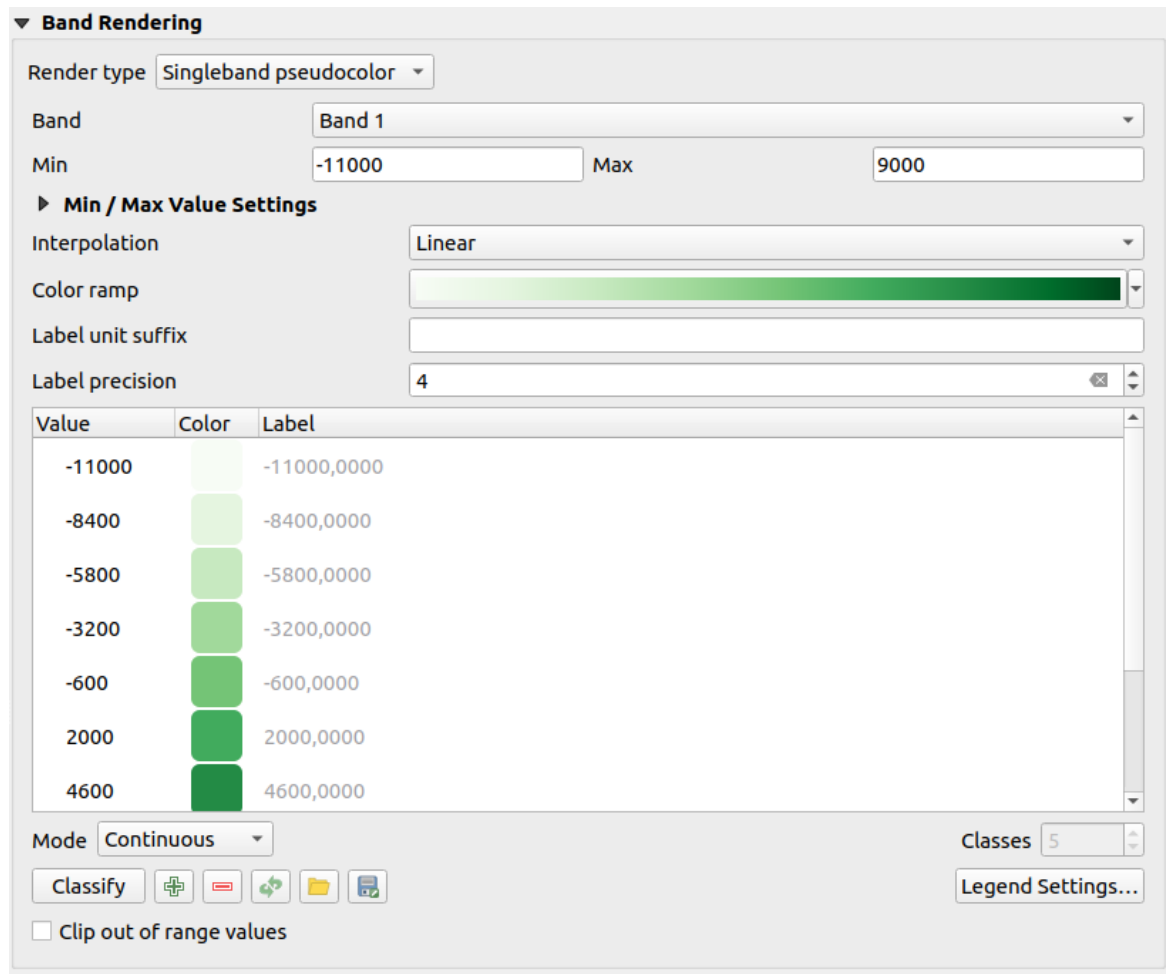 Band Rendering
Render type Singleband pseudocolor
Band Band 1
Min -11000 Max 9000
Min / Max Value Settings
Interpolation Linear
Color ramp
Label unit suffix
Label precision 4
Value Color Label
-11000 -11000,0000
-8400 -8400,0000
-5800 -5800,0000
-3200 -3200,0000
-600 -600,0000
2000 2000,0000
4600 4600,0000
Mode Continuous Classes 5
Classify Legend Settings...
Clip out of range values